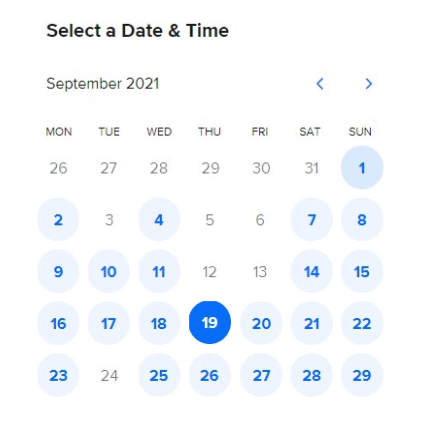 Select a Date & Time
September 2021
MON TUE WED THU FRI SAT SUN
26 27 28 29 30 31 1
2 3 4 5 6 7 8
9 10 11 12 13 14 15
16 17 18 19 20 21 22
23 24 25 26 27 28 29